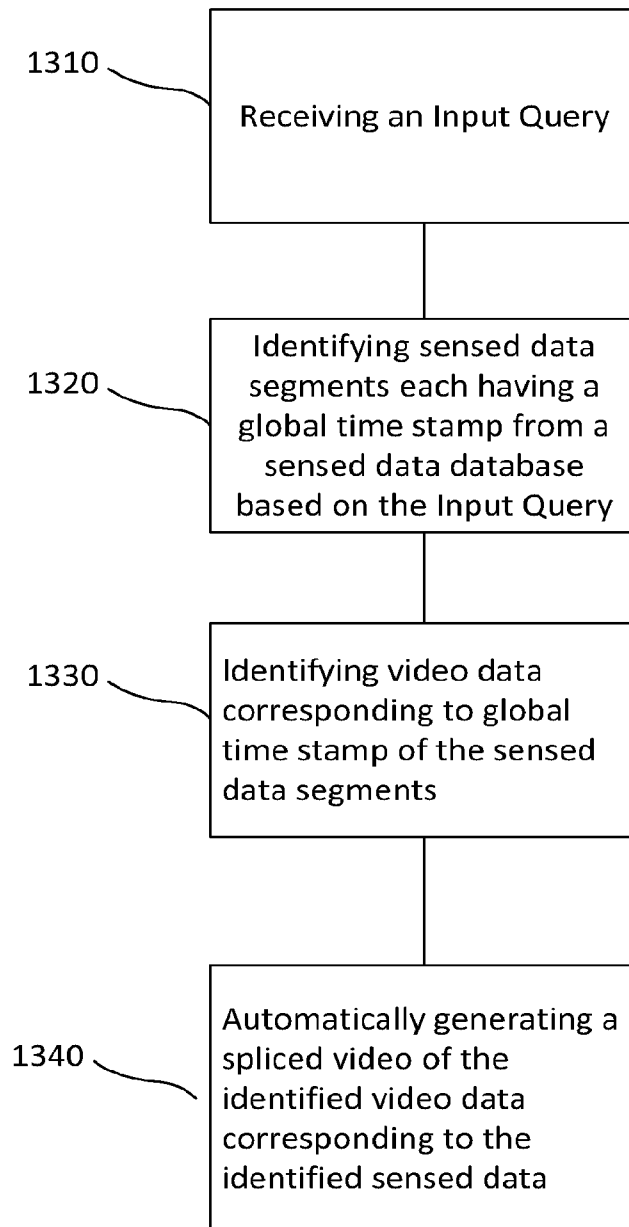 1310
Receiving an Input Query
1320
Identifying sensed data
segments each having a
global time stamp from a
sensed data database
based on the Input Query
1330
Identifying video data
corresponding to global
time stamp of the sensed
data segments
1340
Automatically generating a
spliced video of the
identified video data
corresponding to the
identified sensed data